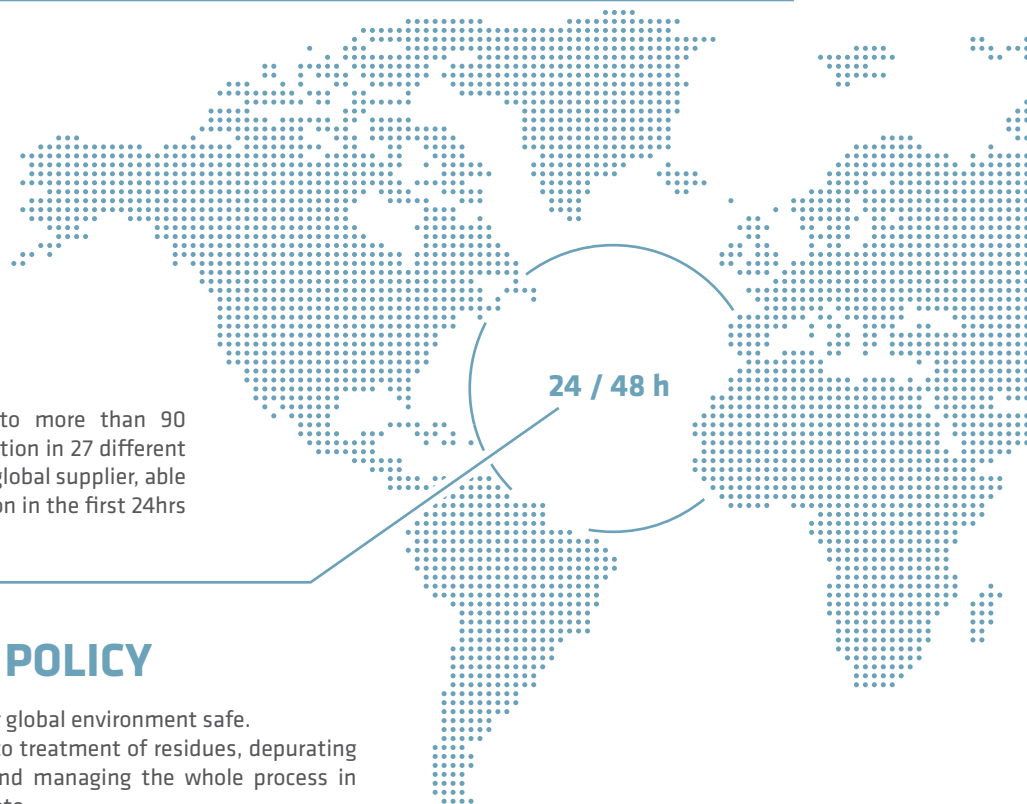 24 / 48 h
to more than 90
tion in 27 different
global supplier, able
on in the first 24hrs
POLICY
global environment safe.
to treatment of residues, depurating
nd managing the whole process in